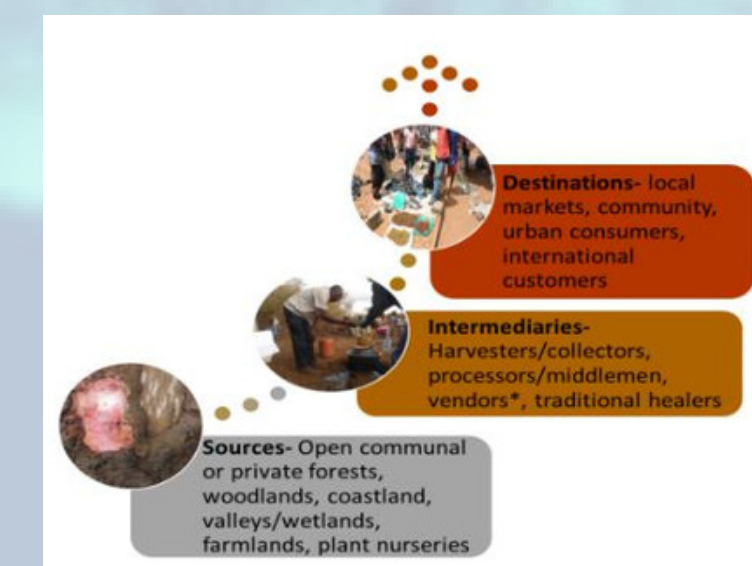 Destinations- local
markets, community,
urban consumers,
international
customers
Intermediaries-
Harvesters/collectors,
processors/middlemen,
vendors*, traditional healers
Sources- Open communal
or private forests,
woodlands, coastland,
valleys/wetlands,
farmlands, plant nurseries